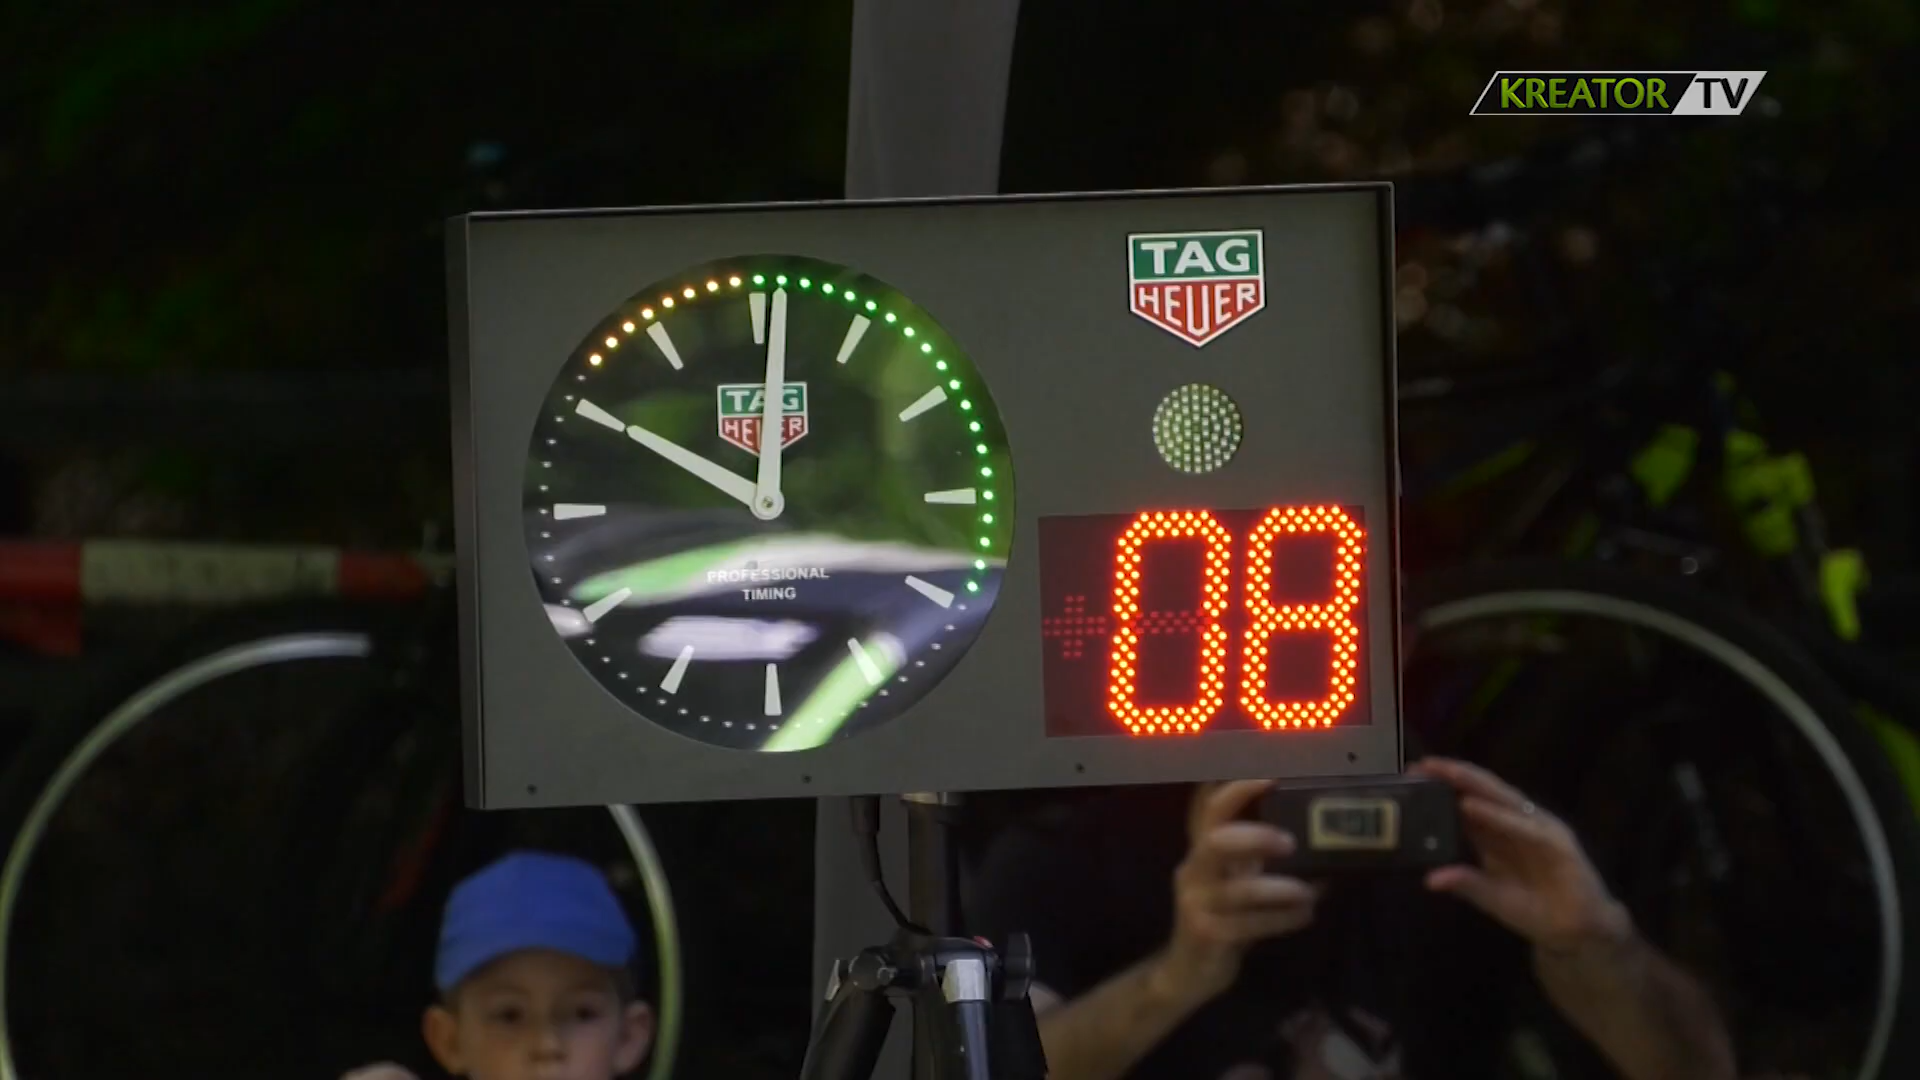 KREATOR TV
TAG
HEUER
TAG
HEUER
PROFESSIONAL
TIMING
08